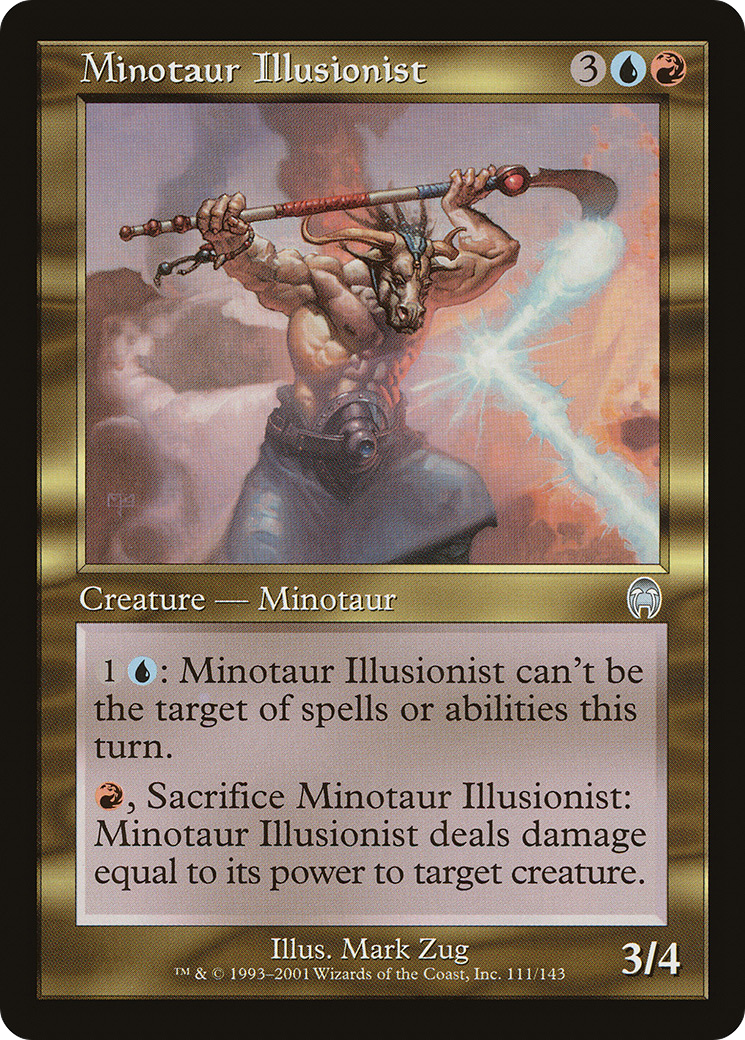 Minotaur Illusionist 3
Creature — Minotaur
1 : Minotaur Illusionist can't be
the target of spells or abilities this
turn.
, Sacrifice Minotaur Illusionist:
Minotaur Illusionist deals damage
equal to its power to target creature.
Illus. Mark Zug
3/4
™ & © 1993–2001 Wizards of the Coast, Inc. 111/143